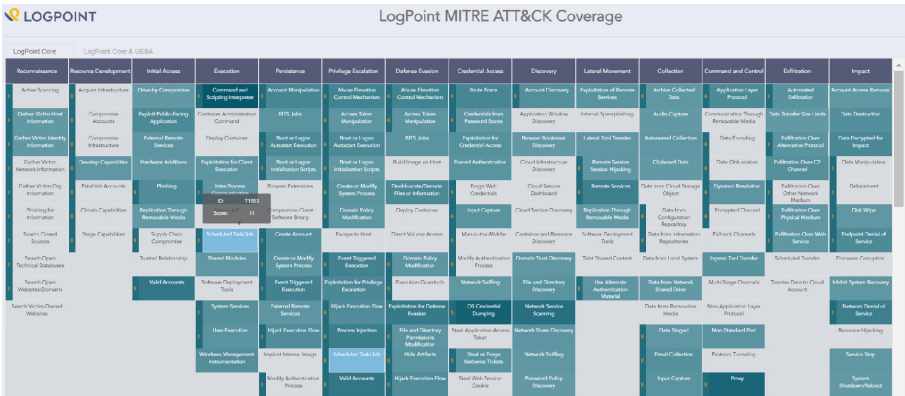 LOGPOINT
LogPoint MITRE ATT&CK Coverage
LogPoint Core
LogPoint Core & UEBA
Reconnaissance Resource Development Initial Access Execution Persistence Privilege Escalation Defense Evasion Credential Access Discovery Lateral Movement Collection Command and Control Exfiltration Impact
Active Scanning Acquire Infrastructure Drive-by Compromise Command and Scripting Interpreter Account Manipulation Abuse Elevation Control Mechanism Abuse Elevation Control Mechanism Brute Force Account Discovery Exploitation of Remote Services Archive Collected Data Application Layer Protocol Automated Exfiltration Account Access Removal
Gather Victim Host Information Compromise Accounts Exploit Public-Facing Application Container Administration Command BITS Jobs Access Token Manipulation Access Token Manipulation Credentials from Password Stores Application Window Discovery Internal Spearphishing Audio Capture Communication Through Removable Media Data Transfer Size Limits Data Destruction
Gather Victim Identity Information Compromise Infrastructure External Remote Services Deploy Container Boot or Logon Autostart Execution Boot or Logon Autostart Execution BITS Jobs Exploitation for Credential Access Browser Bookmark Discovery Lateral Tool Transfer Automated Collection Data Encoding Exfiltration Over Alternative Protocol Data Encrypted for Impact
Gather Victim Network Information Develop Capabilities Hardware Additions Exploitation for Client Execution Boot or Logon Initialization Scripts Boot or Logon Initialization Scripts Build Image on Host Forced Authentication Cloud Infrastructure Discovery Remote Service Session Hijacking Clipboard Data Data Obfuscation Exfiltration Over C2 Channel Data Manipulation
Gather Victim Org Information Establish Accounts Phishing Inter-Process Communication Browser Extensions Create or Modify System Process Deobfuscate/Decode Files or Information Forge Web Credentials Cloud Service Dashboard Remote Services Data from Cloud Storage Object Dynamic Resolution Exfiltration Over Other Network Medium Defacement
ID: T1053
Score: 11
Phishing for Information Obtain Capabilities Replication Through Removable Media Compromise Client Software Binary Domain Policy Modification Deploy Container Input Capture Cloud Service Discovery Replication Through Removable Media Data from Configuration Repository Encrypted Channel Exfiltration Over Physical Medium Disk Wipe
Search Closed Sources Stage Capabilities Supply Chain Compromise Scheduled Task/Job Create Account Escape to Host Direct Volume Access Man-in-the-Middle Container and Resource Discovery Software Deployment Tools Data from Information Repositories Fallback Channels Exfiltration Over Web Service Endpoint Denial of Service
Search Open Technical Databases Trusted Relationship Shared Modules Create or Modify System Process Event Triggered Execution Domain Policy Modification Modify Authentication Process Domain Trust Discovery Taint Shared Content Data from Local System Ingress Tool Transfer Scheduled Transfer Firmware Corruption
Search Open Websites/Domains Valid Accounts Software Deployment Tools Event Triggered Execution Exploitation for Privilege Escalation Execution Guardrails Network Sniffing File and Directory Discovery Use Alternate Authentication Material Data from Network Shared Drive Multi-Stage Channels Transfer Data to Cloud Account Inhibit System Recovery
Search Victim-Owned Websites System Services External Remote Services Hijack Execution Flow Exploitation for Defense Evasion OS Credential Dumping Network Service Scanning Data from Removable Media Non-Application Layer Protocol Network Denial of Service
User Execution Hijack Execution Flow Process Injection File and Directory Permissions Modification Steal Application Access Token Network Share Discovery Data Staged Non-Standard Port Resource Hijacking
Windows Management Instrumentation Implant Internal Image Scheduled Task/Job Hide Artifacts Steal or Forge Kerberos Tickets Network Sniffing Email Collection Protocol Tunneling Service Stop
Modify Authentication Process Valid Accounts Hijack Execution Flow Steal Web Session Cookie Password Policy Discovery Input Capture Proxy System Shutdown/Reboot